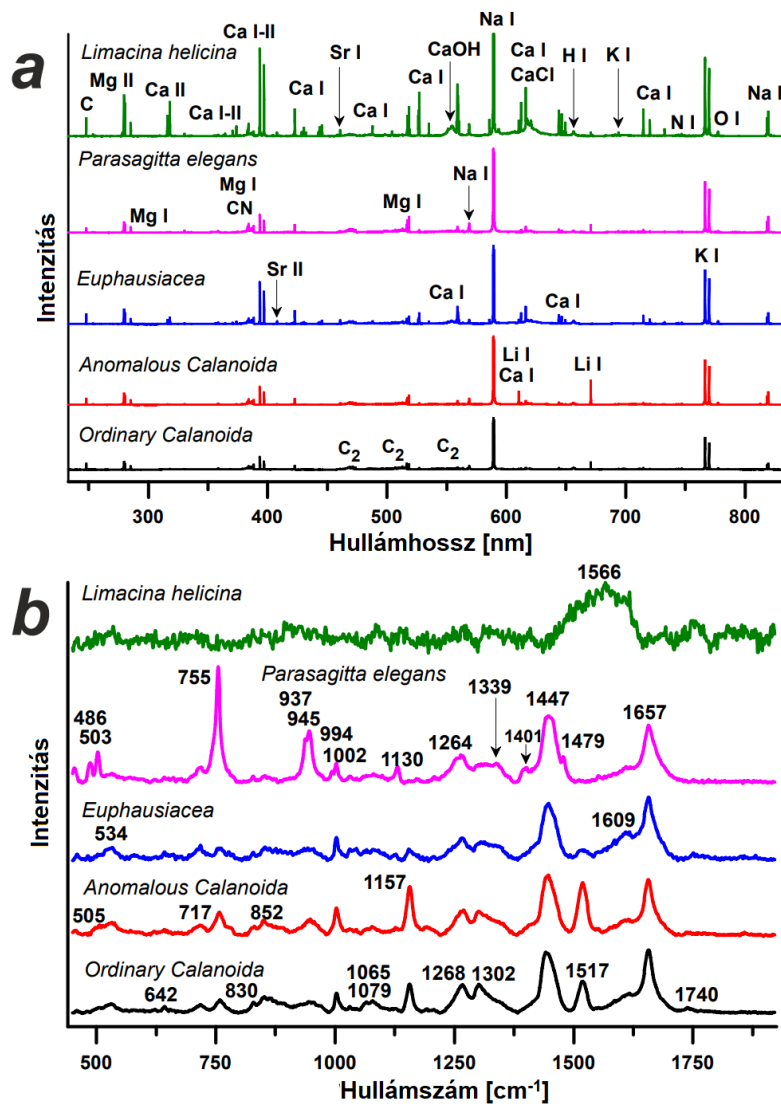 a
Limacina helicina
C
Mg II
Ca II
Ca I-II
Ca I-II
Ca I
Sr I
Ca I
Ca I
CaOH
Na I
Ca I
CaCl
H I
K I
Ca I
N I
O I
Na I
Parasagitta elegans
Mg I
Mg I
CN
Mg I
Na I
Euphausiacea
Sr II
Ca I
Ca I
K I
Anomalous Calanoida
Li I
Ca I
Li I
Ordinary Calanoida
C₂
C₂
C₂
Intenzitás
300
400
500
600
700
800
Hullámhossz [nm]
b
Limacina helicina
1566
Parasagitta elegans
486
503
755
937
945
994
1002
1130
1264
1339
1401
1447
1479
1657
Euphausiacea
534
1609
Anomalous Calanoida
505
717
852
1157
Ordinary Calanoida
642
830
1065
1079
1268
1302
1517
1740
Intenzitás
500
750
1000
1250
1500
1750
Hullámszám [cm⁻¹]